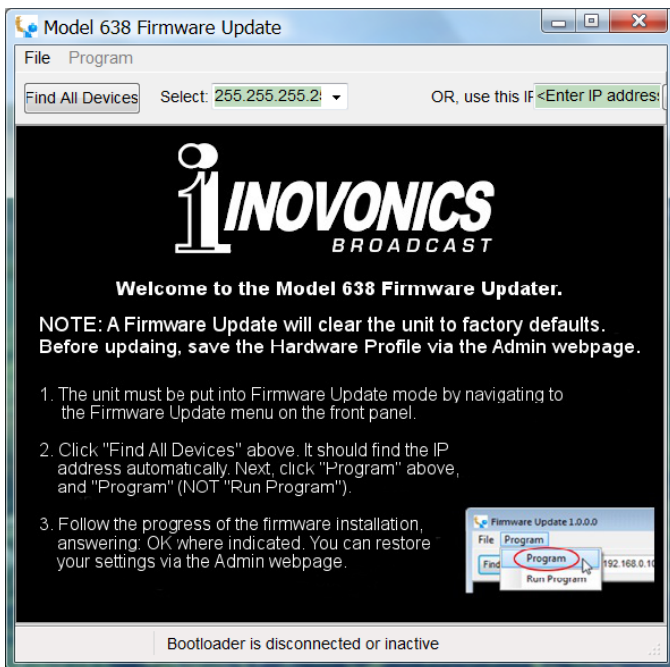 Model 638 Firmware Update
File Program
Find All Devices Select: 255.255.255.2 OR, use this IF <Enter IP address
INOVONICS
BROADCAST
Welcome to the Model 638 Firmware Updater.
NOTE: A Firmware Update will clear the unit to factory defaults.
Before updaing, save the Hardware Profile via the Admin webpage.
1. The unit must be put into Firmware Update mode by navigating to
the Firmware Update menu on the front panel.
2. Click "Find All Devices" above. It should find the IP
address automatically. Next, click "Program" above,
and "Program" (NOT "Run Program").
3. Follow the progress of the firmware installation,
answering: OK where indicated. You can restore
your settings via the Admin webpage.
Firmware Update 1.0.0.0
File Program
Find Program 192.168.0.10
Run Program
Bootloader is disconnected or inactive